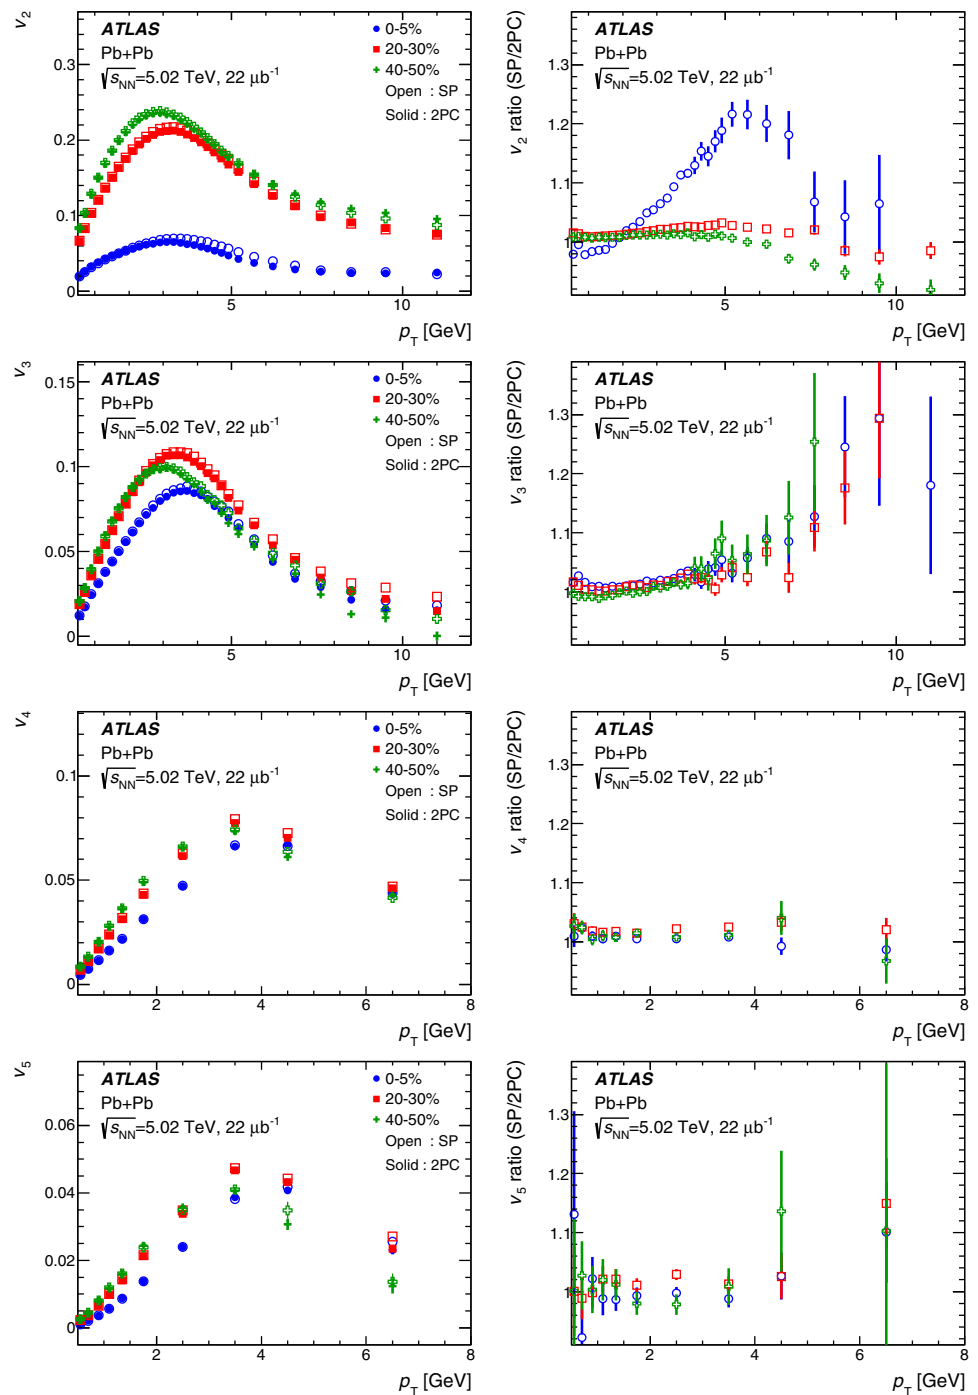 v2
ATLAS
Pb+Pb
√sNN=5.02 TeV, 22 μb-1
0-5%
20-30%
40-50%
Open : SP
Solid : 2PC
0.3
0.2
0.1
0
5
10
pT [GeV]
v2 ratio (SP/2PC)
ATLAS
Pb+Pb
√sNN=5.02 TeV, 22 μb-1
1.3
1.2
1.1
1
5
10
pT [GeV]
v3
ATLAS
Pb+Pb
√sNN=5.02 TeV, 22 μb-1
0-5%
20-30%
40-50%
Open : SP
Solid : 2PC
0.15
0.1
0.05
0
5
10
pT [GeV]
v3 ratio (SP/2PC)
ATLAS
Pb+Pb
√sNN=5.02 TeV, 22 μb-1
1.3
1.2
1.1
1
5
10
pT [GeV]
v4
ATLAS
Pb+Pb
√sNN=5.02 TeV, 22 μb-1
0-5%
20-30%
40-50%
Open : SP
Solid : 2PC
0.1
0.05
0
2
4
6
8
pT [GeV]
v4 ratio (SP/2PC)
ATLAS
Pb+Pb
√sNN=5.02 TeV, 22 μb-1
1.3
1.2
1.1
1
2
4
6
8
pT [GeV]
v5
ATLAS
Pb+Pb
√sNN=5.02 TeV, 22 μb-1
0-5%
20-30%
40-50%
Open : SP
Solid : 2PC
0.06
0.04
0.02
0
2
4
6
8
pT [GeV]
v5 ratio (SP/2PC)
ATLAS
Pb+Pb
√sNN=5.02 TeV, 22 μb-1
1.3
1.2
1.1
1
2
4
6
8
pT [GeV]